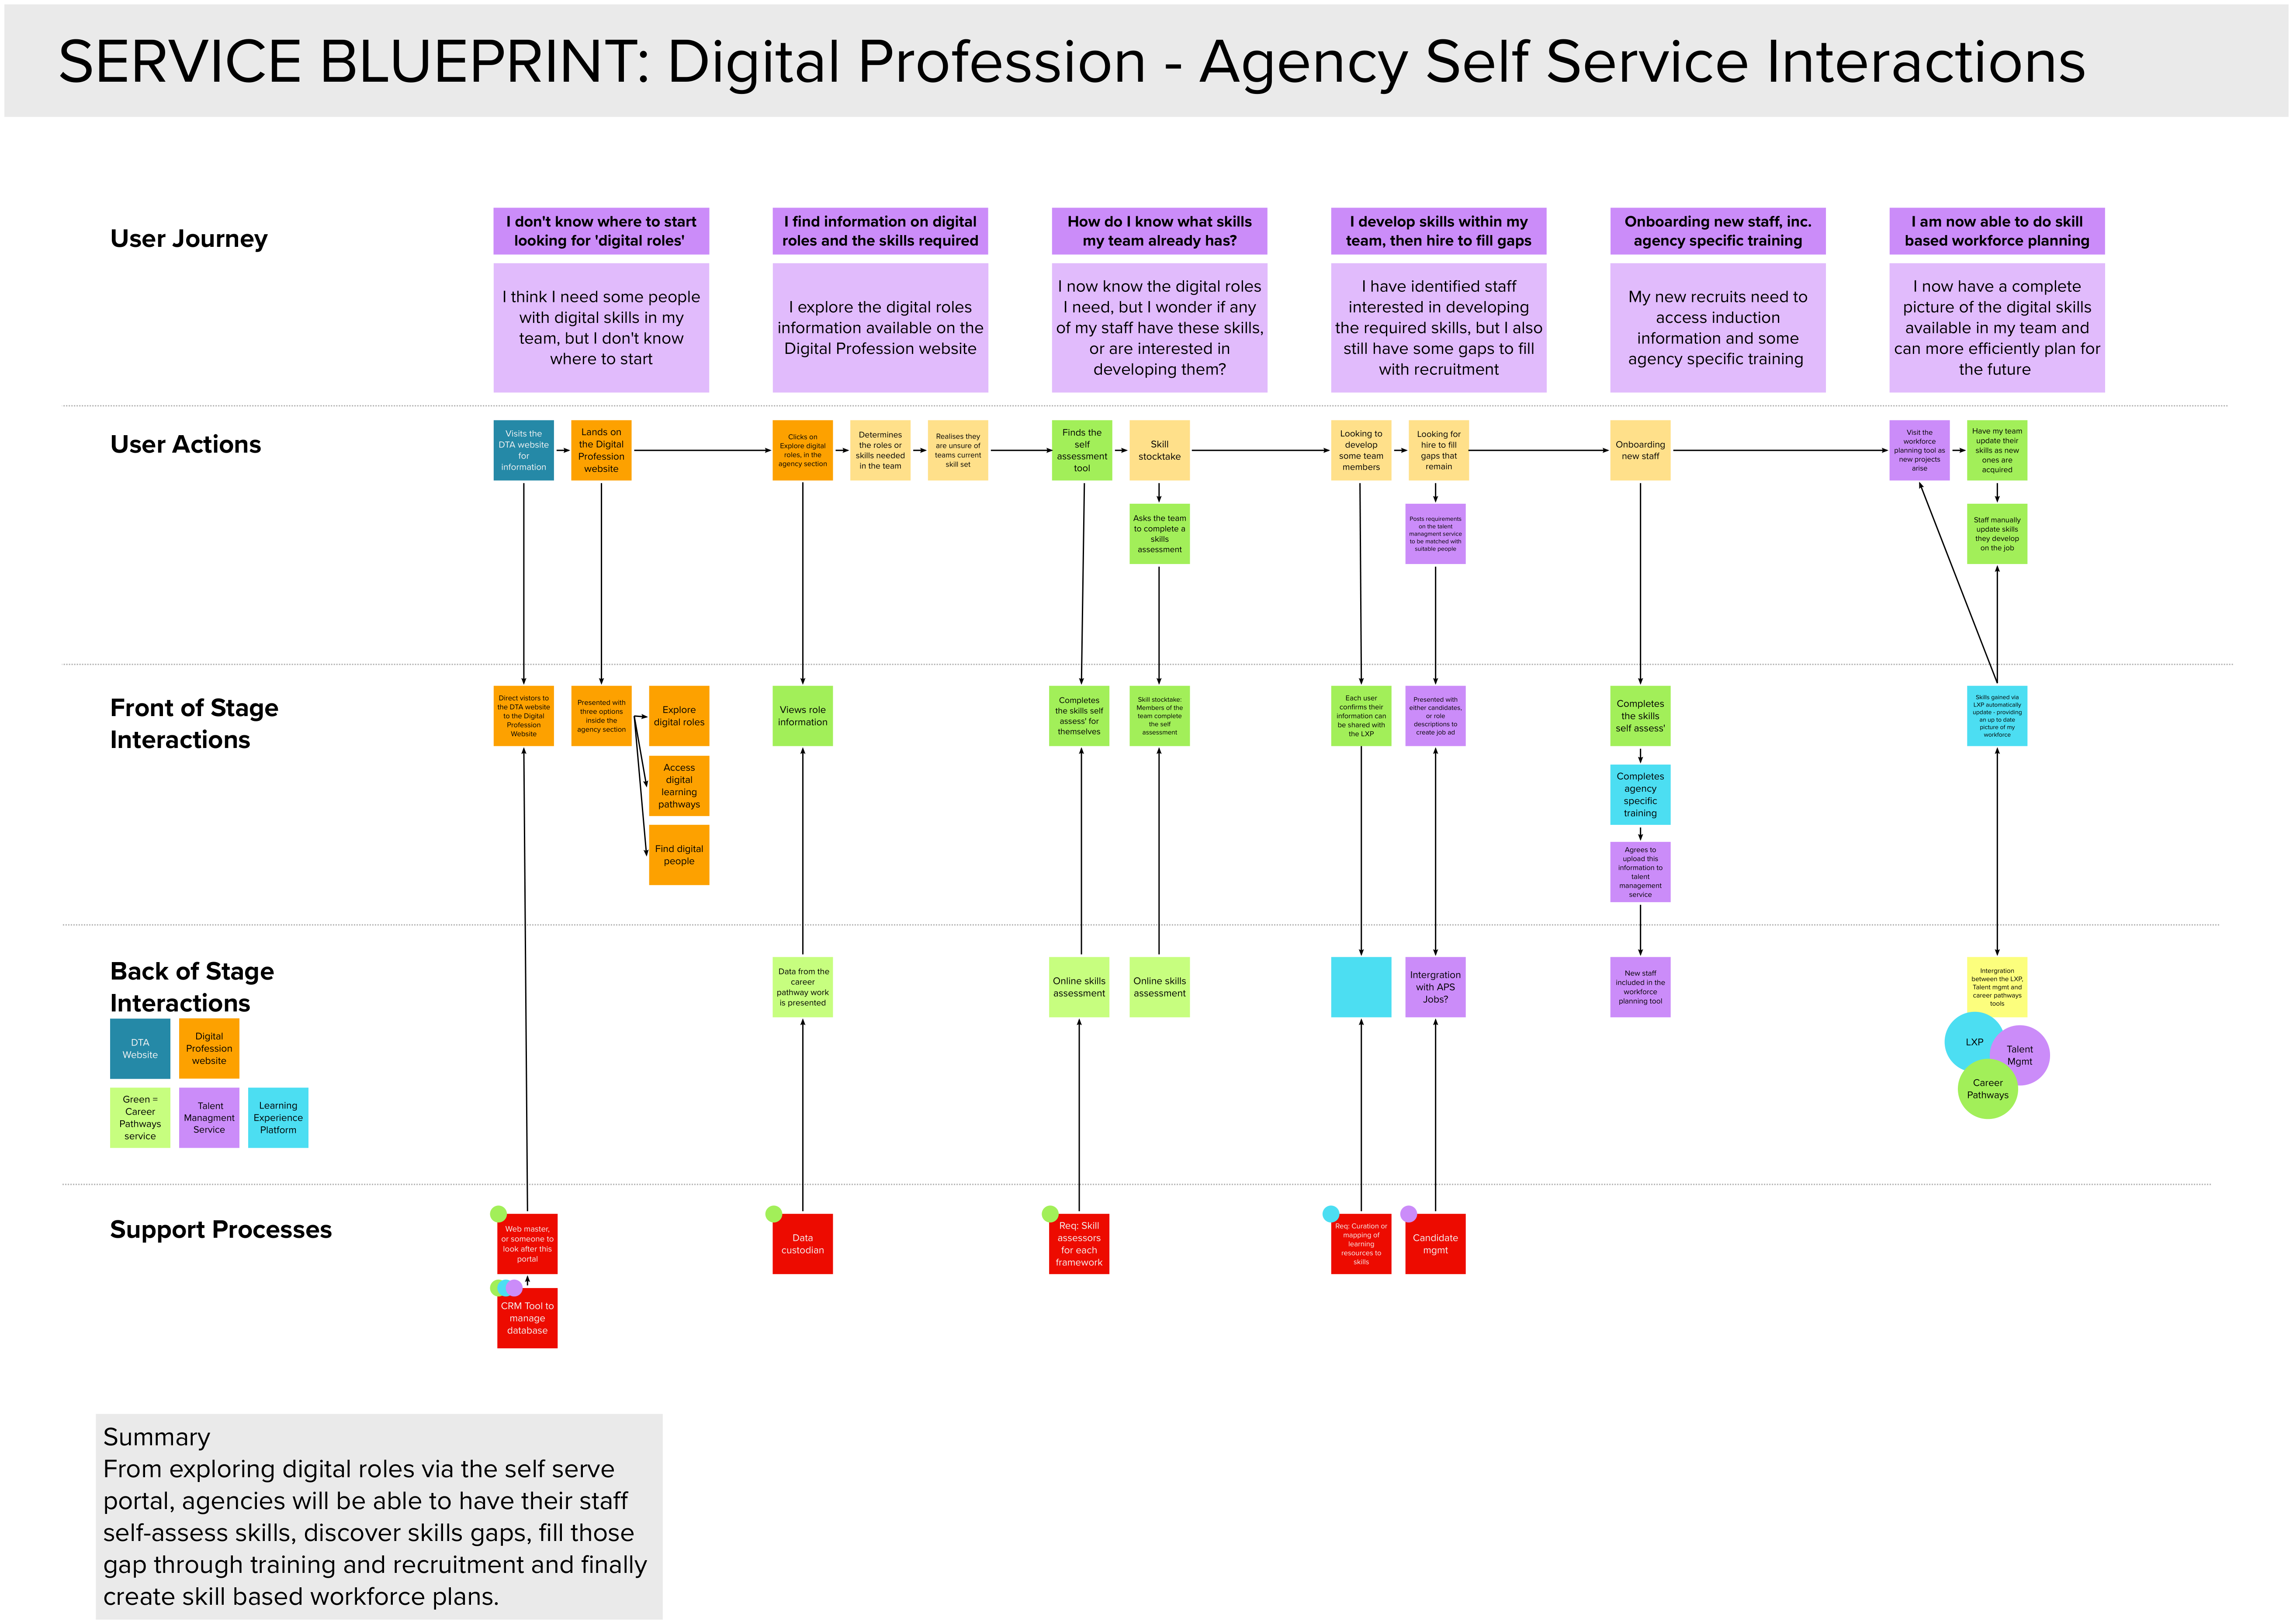 SERVICE BLUEPRINT: Digital Profession - Agency Self Service Interactions
User Journey
I don't know where to start
looking for 'digital roles'
I find information on digital
roles and the skills required
How do I know what skills
my team already has?
I develop skills within my
team, then hire to fill gaps
Onboarding new staff, inc.
agency specific training
I am now able to do skill
based workforce planning
I think I need some people
with digital skills in my
team, but I don't know
where to start
I explore the digital roles
information available on the
Digital Profession website
I now know the digital roles
I need, but I wonder if any
of my staff have these skills,
or are interested in
developing them?
I have identified staff
interested in developing
the required skills, but I also
still have some gaps to fill
with recruitment
My new recruits need to
access induction
information and some
agency specific training
I now have a complete
picture of the digital skills
available in my team and
can more efficiently plan for
the future
User Actions
Visits the
DTA website
for
information
Lands on
the Digital
Profession
website
Clicks on
Explore digital
roles, in the
agency section
Determines
the roles or
skills needed
in the team
Realises they
are unsure of
teams current
skill set
Finds the
self
assessment
tool
Skill
stocktake
Looking to
develop
some team
members
Looking for
hire to fill
gaps that
remain
Onboarding
new staff
Visit the
workforce
planning tool as
new projects
arise
Have my team
update their
skills as new
ones are
acquired
Asks the team
to complete a
skills
assessment
Posts requirements
on the talent
managment service
to be matched with
suitable people
Staff manually
update skills
they develop
on the job
Front of Stage
Interactions
Direct vistors to
the DTA website
to the Digital
Profession
Website
Presented with
three options
inside the
agency section
Explore
digital roles
Access
digital
learning
pathways
Find digital
people
Views role
information
Completes
the skills self
assess' for
themselves
Skill stocktake:
Members of the
team complete
the self
assessment
Each user
confirms their
information can
be shared with
the LXP
Presented with
either candidates,
or role
descriptions to
create job ad
Completes
the skills
self assess'
Completes
agency
specific
training
Agrees to
upload this
information to
talent
management
service
Skills gained via
LXP automatically
update - providing
an up to date
picture of my
workforce
Back of Stage
Interactions
DTA
Website
Digital
Profession
website
Green =
Career
Pathways
service
Talent
Managment
Service
Learning
Experience
Platform
Data from the
career
pathway work
is presented
Online skills
assessment
Online skills
assessment
Intergration
with APS
Jobs?
New staff
included in the
workforce
planning tool
Intergration
between the LXP,
Talent mgmt and
career pathways
tools
LXP
Talent
Mgmt
Career
Pathways
Support Processes
Web master,
or someone to
look after this
portal
CRM Tool to
manage
database
Data
custodian
Req: Skill
assessors
for each
framework
Req: Curation or
mapping of
learning
resources to
skills
Candidate
mgmt
Summary
From exploring digital roles via the self serve
portal, agencies will be able to have their staff
self-assess skills, discover skills gaps, fill those
gap through training and recruitment and finally
create skill based workforce plans.